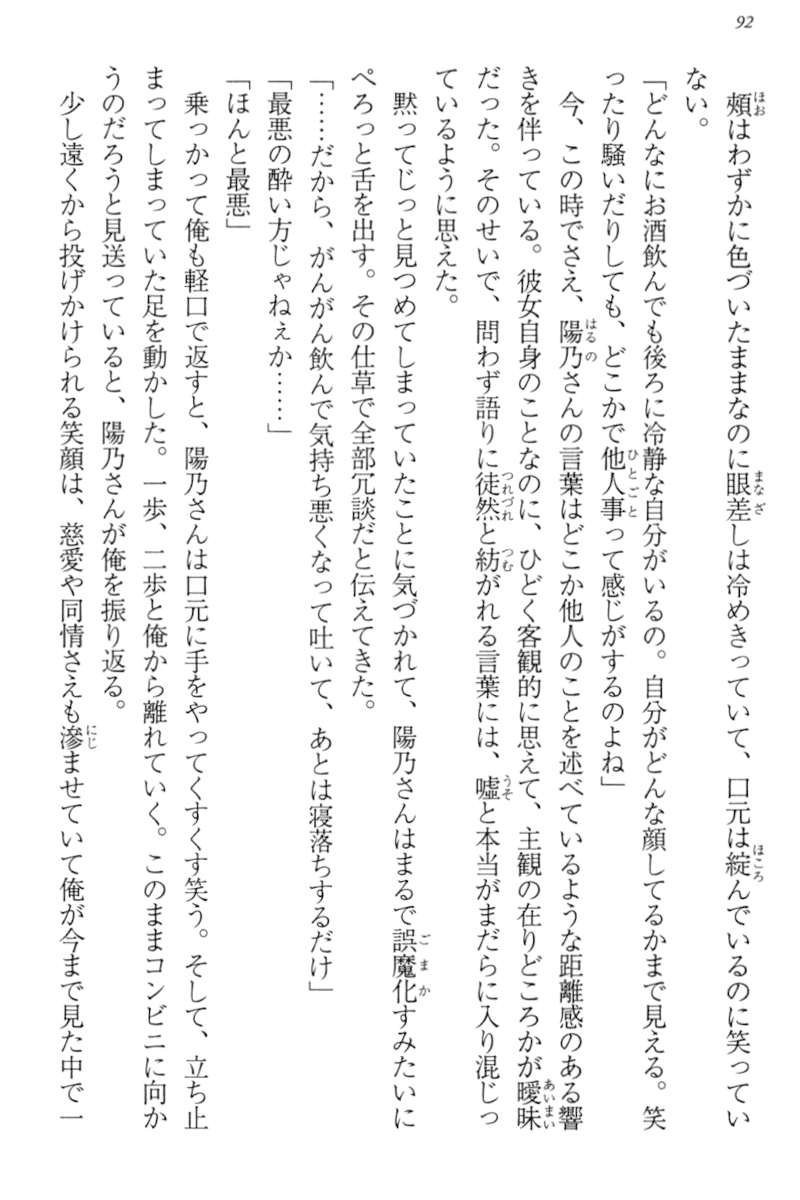 92
頰はわずかに色づいたままなのに眼差しは冷めきっていて、口元は綻んでいるのに笑ってい
ない。
「どんなにお酒飲んでも後ろに冷静な自分がいるの。自分がどんな顔してるかまで見える。笑
ったり騒いだりしても、どこかで他人事って感じがするのよね」
今、この時でさえ、陽乃さんの言葉はどこか他人のことを述べているような距離感のある響
きを伴っている。彼女自身のことなのに、ひどく客観的に思えて、主観の在りどころかが曖昧
だった。そのせいで、問わず語りに徒然と紡がれる言葉には、嘘と本当がまだらに入り混じっ
ているように思えた。
黙ってじっと見つめてしまっていたことに気づかれて、陽乃さんはまるで誤魔化すみたいに
ぺろっと舌を出す。その仕草で全部冗談だと伝えてきた。
「……だから、がんがん飲んで気持ち悪くなって吐いて、あとは寝落ちするだけ」
「最悪の酔い方じゃねぇか……」
「ほんと最悪」
乗っかって俺も軽口で返すと、陽乃さんは口元に手をやってくすくす笑う。そして、立ち止
まってしまっていた足を動かした。一歩、二歩と俺から離れていく。このままコンビニに向か
うのだろうと見送っていると、陽乃さんが俺を振り返る。
少し遠くから投げかけられる笑顔は、慈愛や同情さえも滲ませていて俺が今まで見た中で一